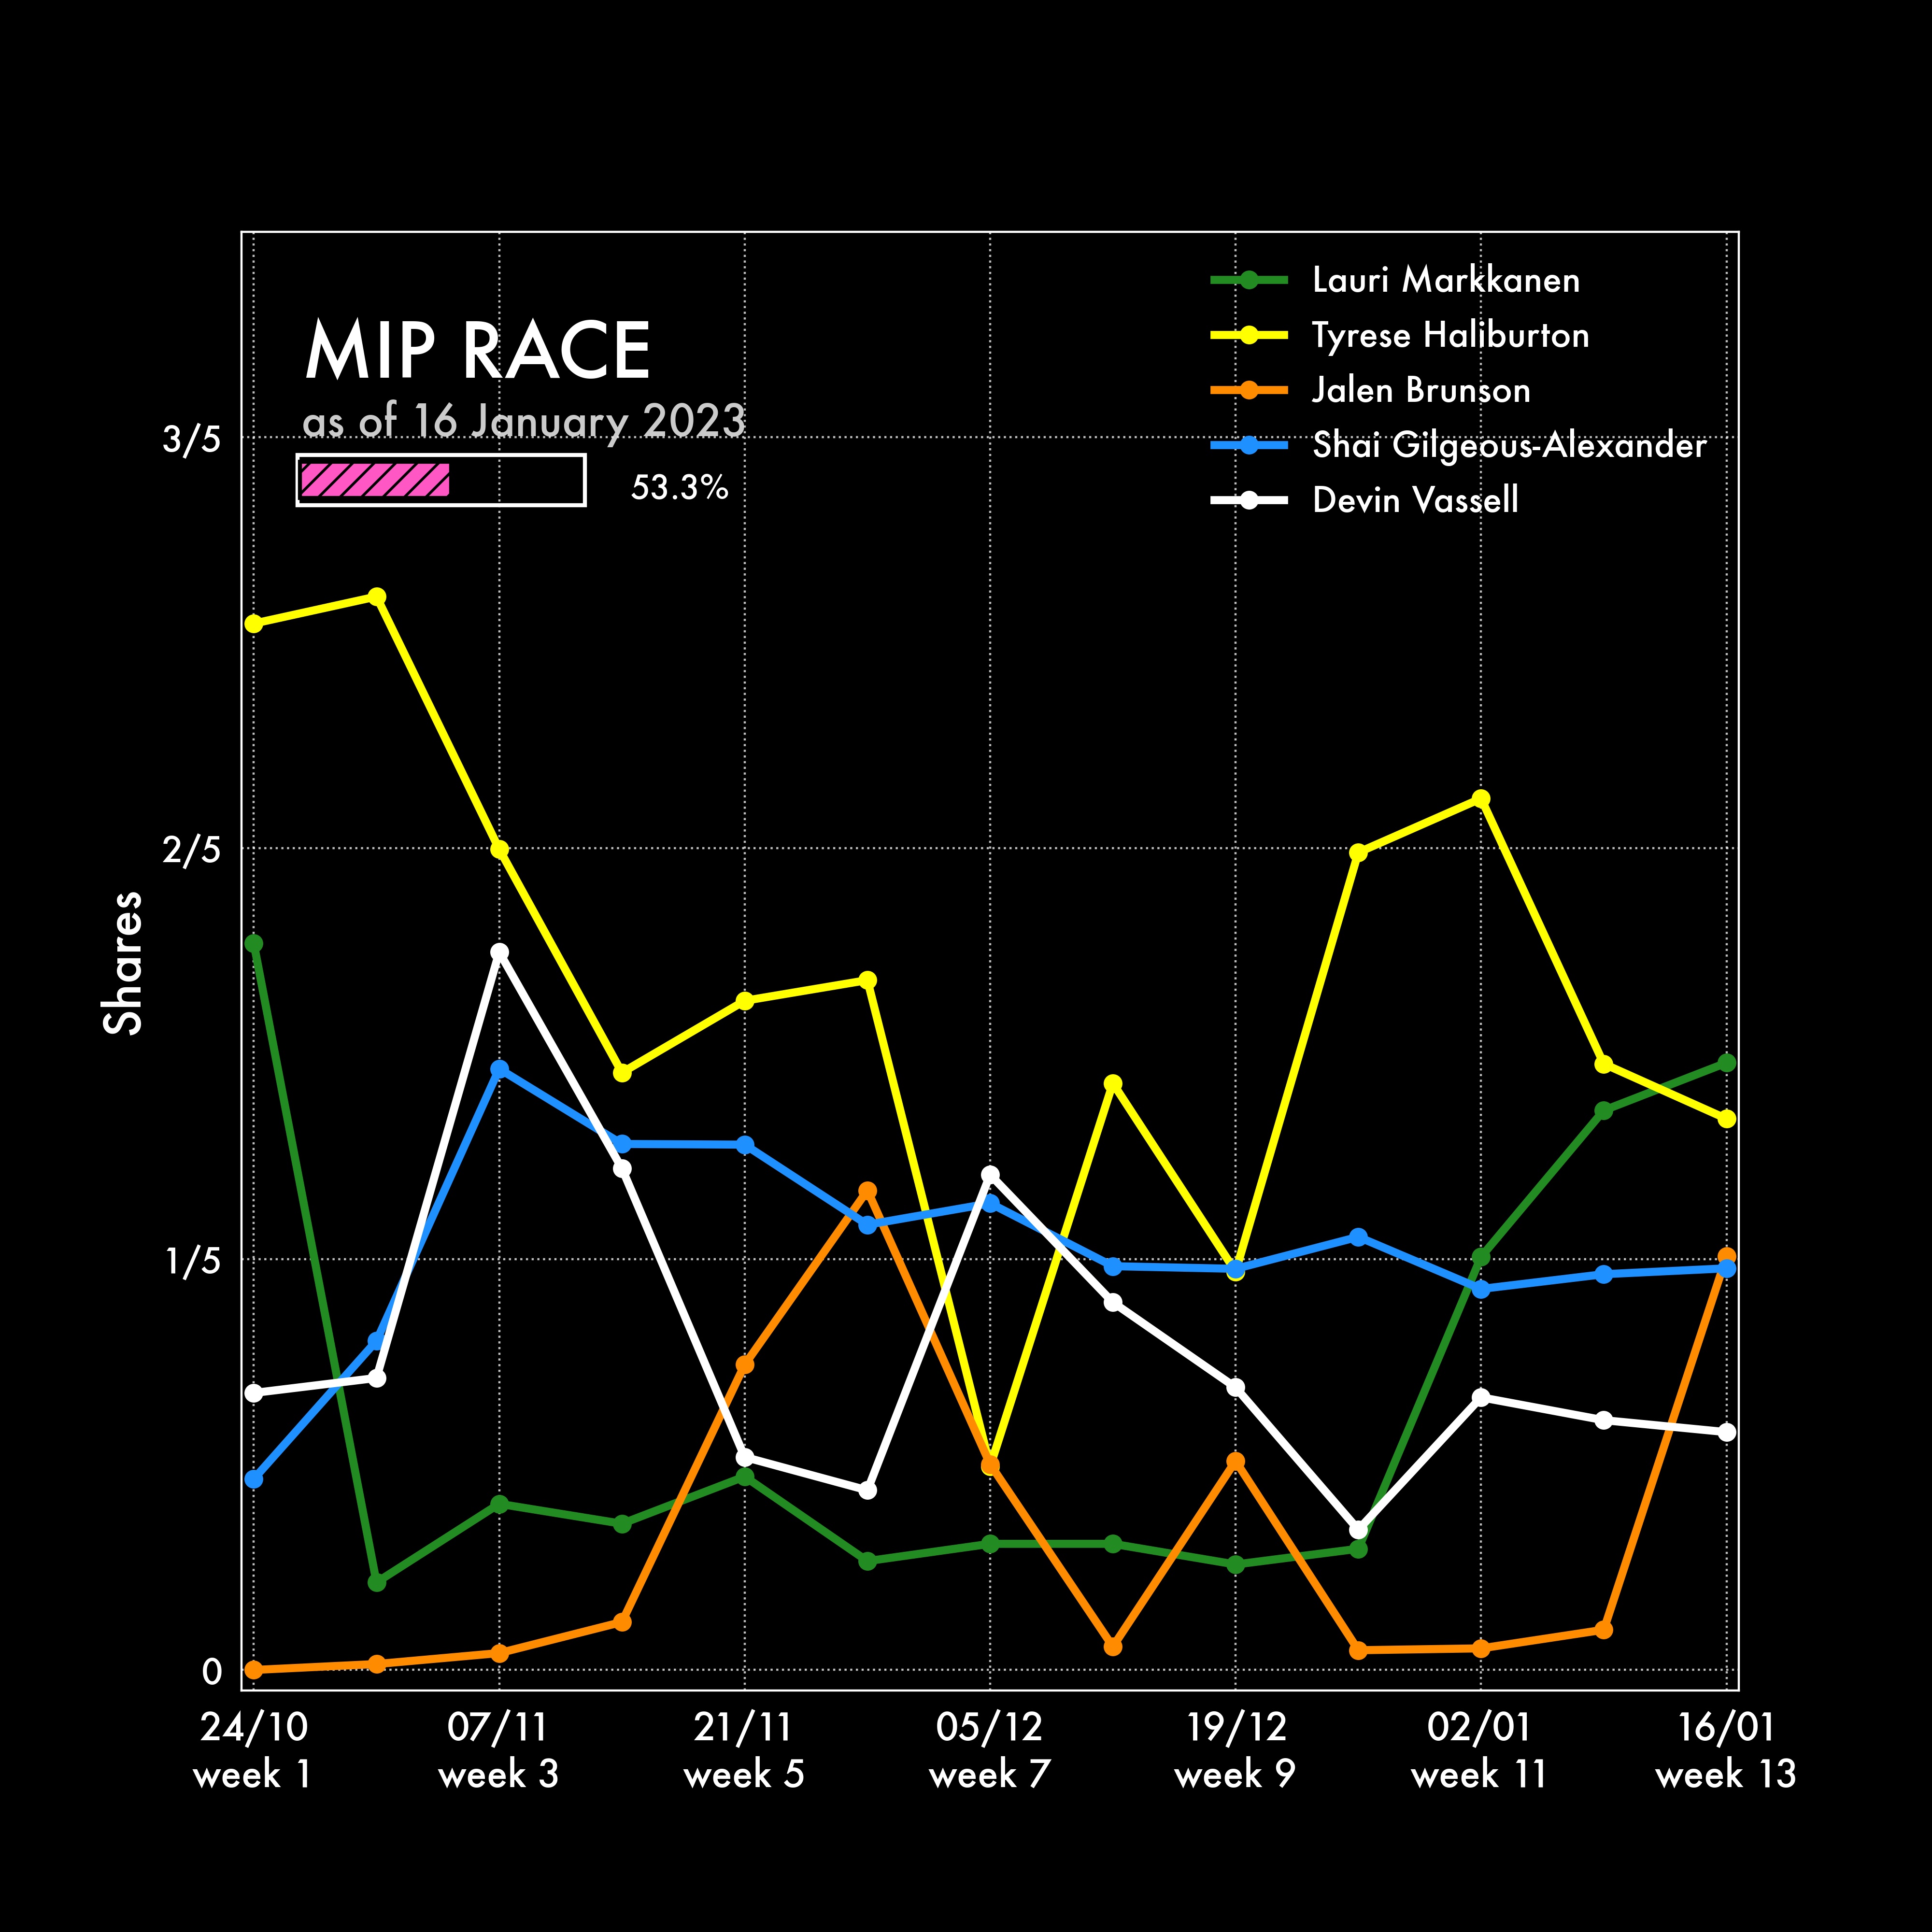 MIP RACE
as of 16 January 2023
53.3%
Lauri Markkanen
Tyrese Haliburton
Jalen Brunson
Shai Gilgeous-Alexander
Devin Vassell
3/5
2/5
1/5
0
Shares
24/10 07/11 21/11 05/12 19/12 02/01 16/01
week 1 week 3 week 5 week 7 week 9 week 11 week 13